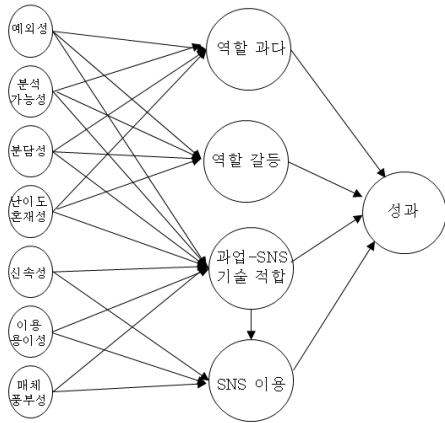 예외성
분석
가능성
분담성
난이도
혼재성
신속성
이용
용이성
매체
풍부성
역할 과다
역할 갈등
과업-SNS
기술 적합
SNS 이용
성과